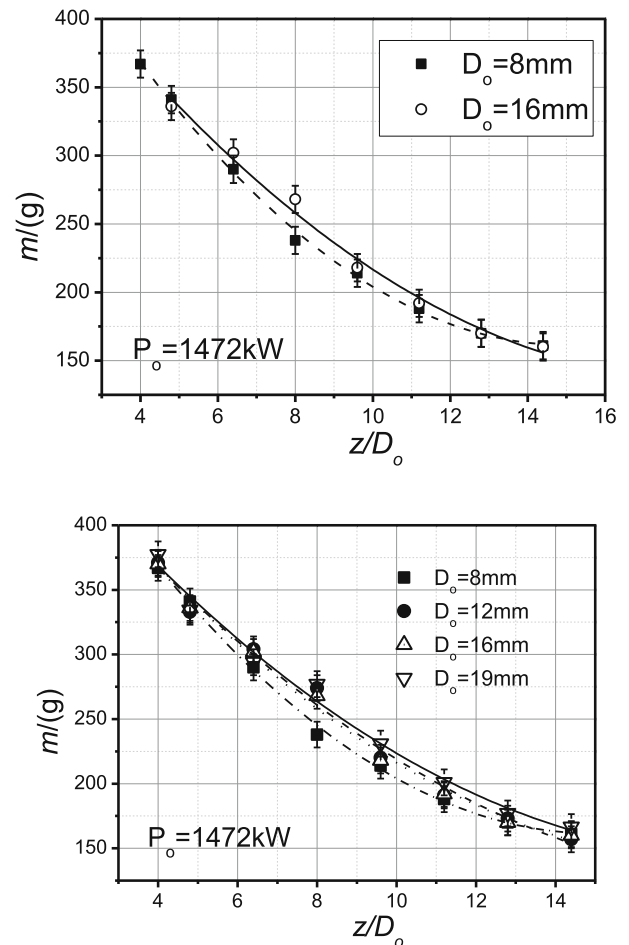 400
350
300
250
200
150
m/(g)
D_o=8mm
D_o=16mm
P_o=1472kW
4 6 8 10 12 14 16
z/D_o
400
350
300
250
200
150
m/(g)
D_o=8mm
D_o=12mm
D_o=16mm
D_o=19mm
P_o=1472kW
4 6 8 10 12 14
z/D_o